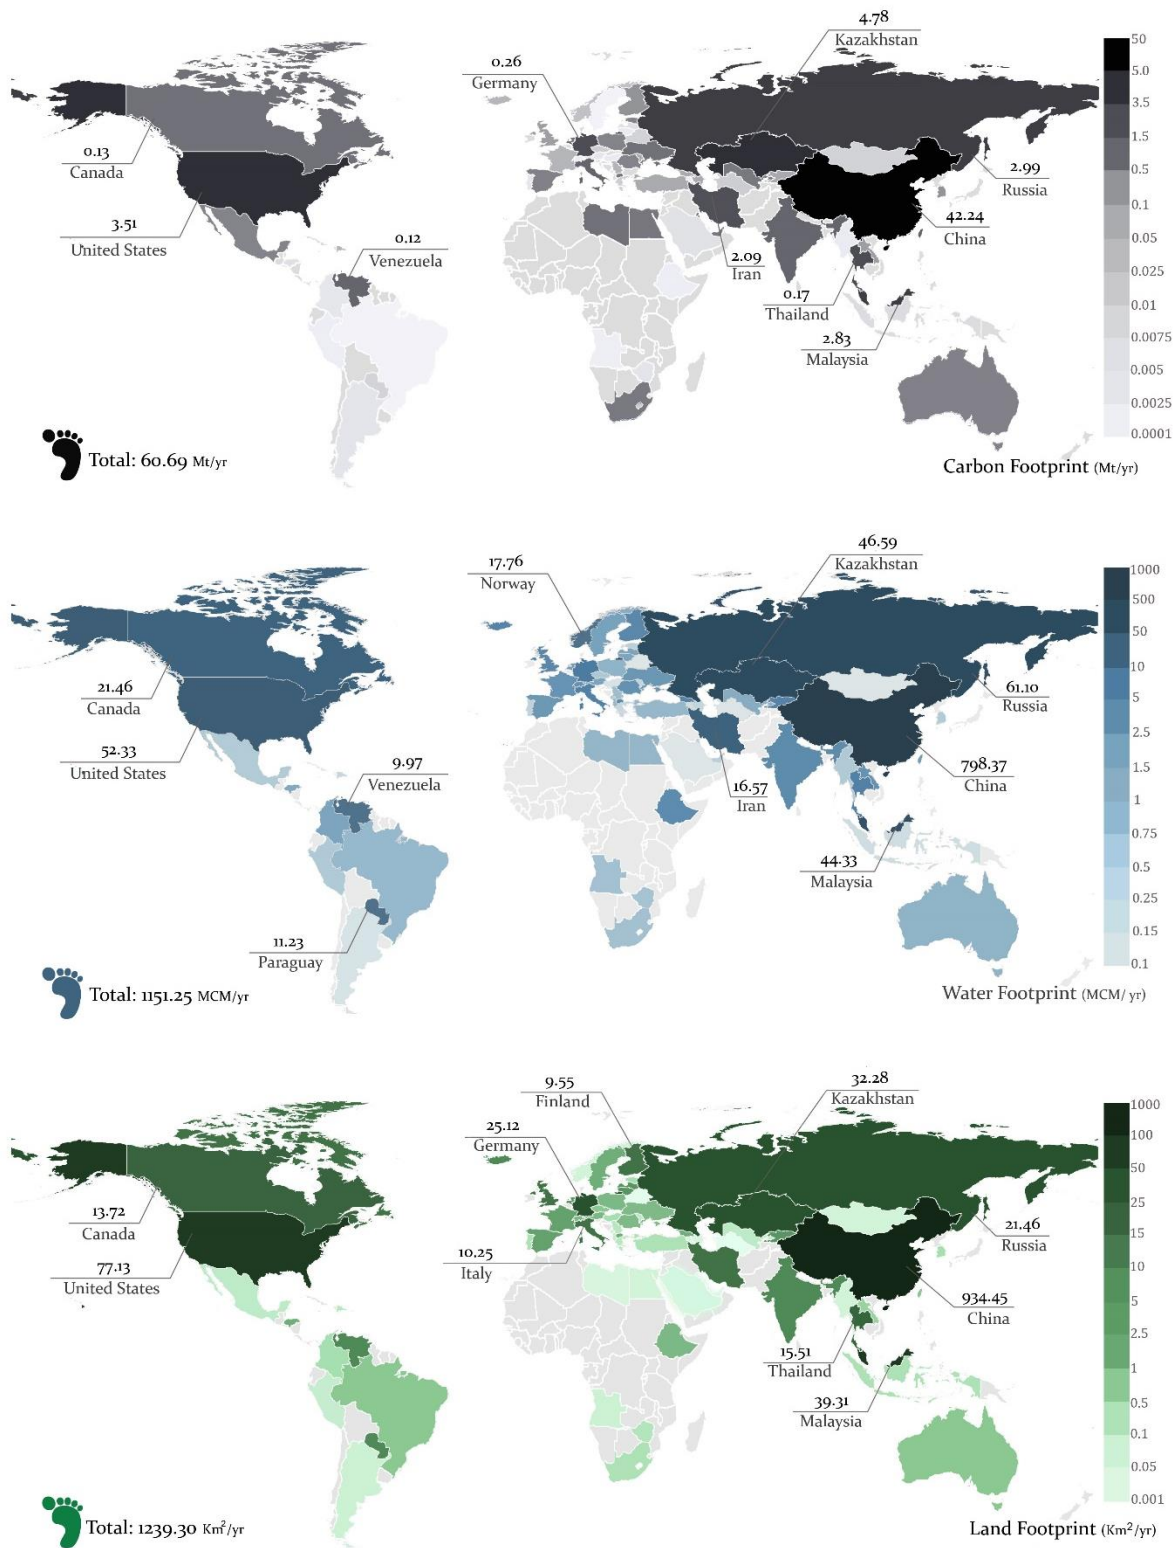 4.78
Kazakhstan
0.26
Germany
0.13
Canada
3.51
United States
0.12
Venezuela
2.99
Russia
42.24
China
2.09
Iran
0.17
Thailand
2.83
Malaysia
50
5.0
3.5
1.5
0.5
0.1
0.05
0.025
0.01
0.0075
0.005
0.0025
0.0001
Total: 60.69 Mt/yr
Carbon Footprint (Mt/yr)
46.59
Kazakhstan
17.76
Norway
21.46
Canada
52.33
United States
9.97
Venezuela
61.10
Russia
798.37
China
16.57
Iran
44.33
Malaysia
11.23
Paraguay
1000
500
50
10
5
2.5
1.5
1
0.75
0.5
0.25
0.15
0.1
Total: 1151.25 MCM/yr
Water Footprint (MCM/ yr)
32.28
Kazakhstan
9.55
Finland
25.12
Germany
13.72
Canada
77.13
United States
10.25
Italy
21.46
Russia
934.45
China
15.51
Thailand
39.31
Malaysia
1000
100
50
25
15
10
5
2.5
1
0.5
0.1
0.05
0.001
Total: 1239.30 Km²/yr
Land Footprint (Km²/yr)